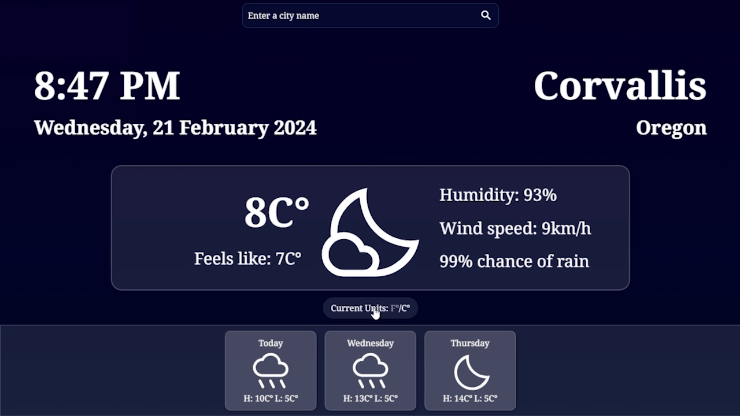 Enter a city name
8:47 PM
Wednesday, 21 February 2024
Corvallis
Oregon
8C°
Feels like: 7C°
Humidity: 93%
Wind speed: 9km/h
99% chance of rain
Current Units: F°/C°
Today
H: 10C° L: 5C°
Wednesday
H: 13C° L: 5C°
Thursday
H: 14C° L: 5C°